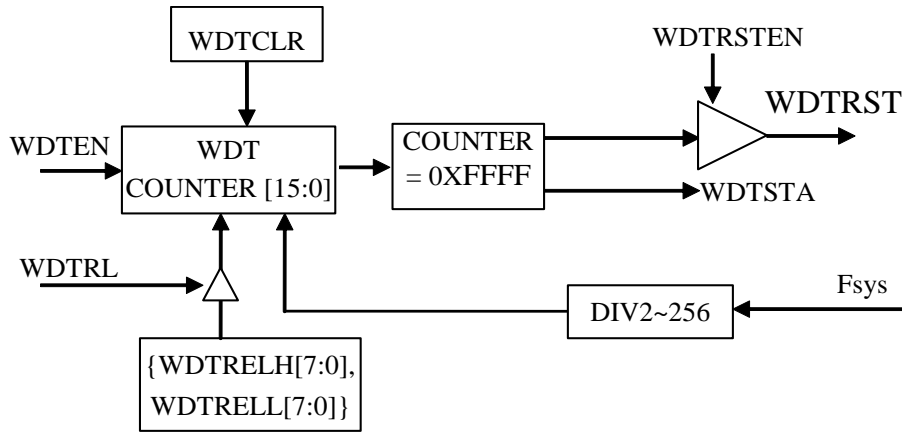 WDTCLR
WDTRSTEN
WDTRST
WDTEN
WDT
COUNTER [15:0]
COUNTER
= 0XFFFF
WDTSTA
WDTRL
Fsys
DIV2~256
{WDTRELH[7:0],
WDTRELL[7:0]}